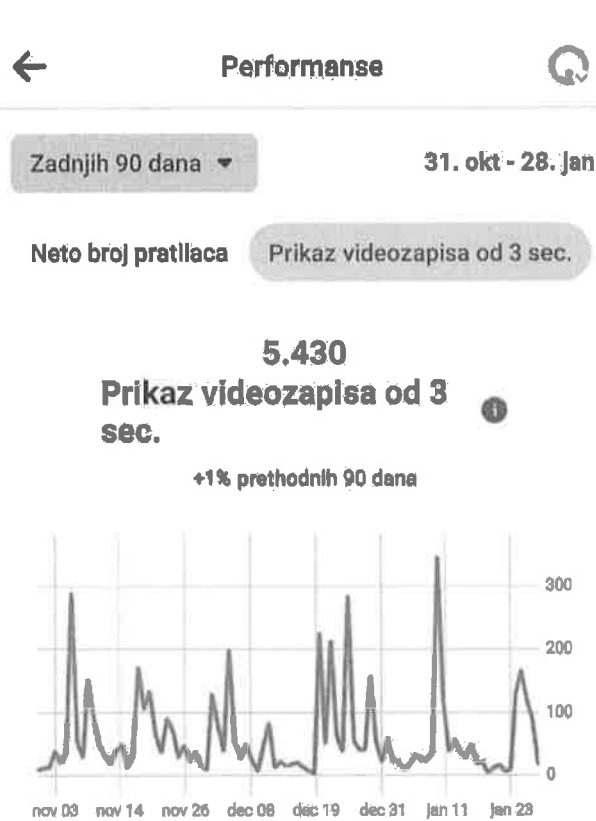 Performanse
Zadnjih 90 dana
31. okt - 28. jan
Neto broj pratilaca
Prikaz videozapisa od 3 sec.
5.430
Prikaz videozapisa od 3
sec.
+1% prethodnih 90 dana
300
200
100
0
nov 03 nov 14 nov 26 dec 08 dec 19 dec 31 jan 11 jan 23